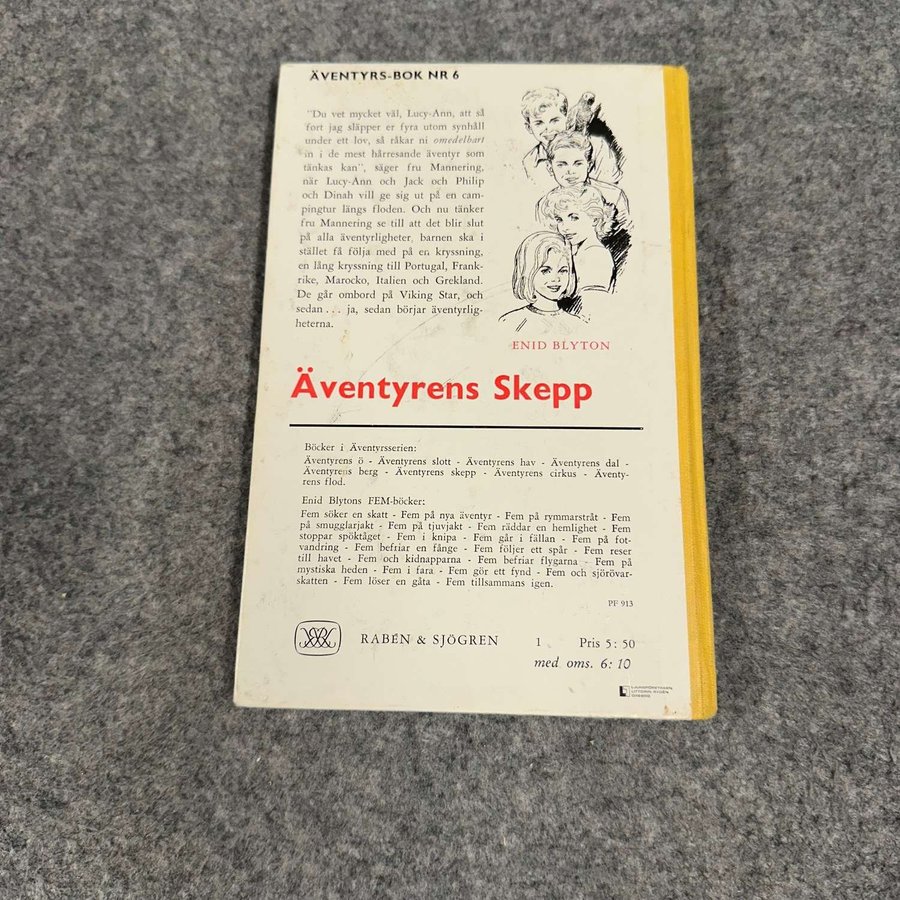 ÄVENTYRS-BOK NR 6
"Du vet mycket väl, Lucy-Ann, att så
fort jag släpper er fyra utom synhåll
under ett lov, så råkar ni omedelbart
in i de mest hårresande äventyr som
tänkas kan", säger fru Mannering,
när Lucy-Ann och Jack och Philip
och Dinah vill ge sig ut på en cam-
pingtur längs floden. Och nu tänker
fru Mannering se till att det blir slut
på alla äventyrligheter, barnen ska i
stället få följa med på en kryssning,
en lång kryssning till Portugal, Frank-
rike, Marocko, Italien och Grekland.
De går ombord på Viking Star, och
sedan . . . ja, sedan börjar äventyrlig-
heterna.
ENID BLYTON
Äventyrens Skepp
Böcker i Äventyrsserien:
Äventyrens ö - Äventyrens slott - Äventyrens hav - Äventyrens dal -
Äventyrens berg - Äventyrens skepp - Äventyrens cirkus - Äventy-
rens flod.
Enid Blytons FEM-böcker:
Fem söker en skatt - Fem på nya äventyr - Fem på rymmarstråt - Fem
på smugglarjakt - Fem på tjuvjakt - Fem räddar en hemlighet - Fem
stoppar spöktåget - Fem i knipa - Fem går i fällan - Fem på fot-
vandring - Fem befriar en fånge - Fem följer ett spår - Fem reser
till havet - Fem och kidnapparna - Fem befriar flygarna - Fem på
mystiska heden - Fem i fara - Fem gör ett fynd - Fem och sjörövar-
skatten - Fem löser en gåta - Fem tillsammans igen.
PF 913
RABÉN & SJÖGREN 1 Pris 5: 50
med oms. 6: 10